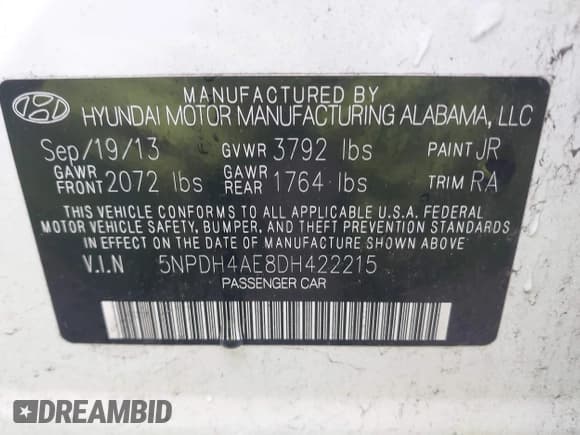 MANUFACTURED BY
HYUNDAI MOTOR MANUFACTURING ALABAMA, LLC
Sep/19/13 GVWR 3792 lbs PAINT JR
GAWR FRONT 2072 lbs GAWR REAR 1764 lbs TRIM RA
THIS VEHICLE CONFORMS TO ALL APPLICABLE U.S.A. FEDERAL
MOTOR VEHICLE SAFETY, BUMPER, AND THEFT PREVENTION STANDARDS
IN EFFECT ON THE DATE OF MANUFACTURE SHOWN ABOVE.
V.I.N 5NPDH4AE8DH422215
PASSENGER CAR
DREAMBID